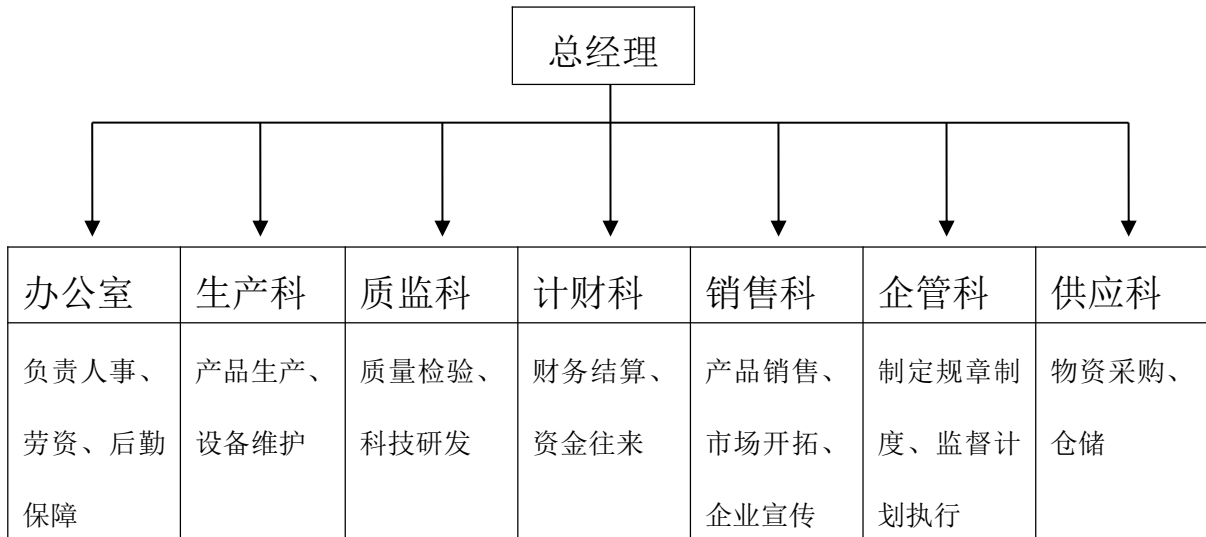 总经理
办公室 生产科 质监科 计财科 销售科 企管科 供应科
负责人事、 产品生产、 质量检验、 财务结算、 产品销售、 制定规章制 物资采购、
劳资、后勤 设备维护 科技研发 资金往来 市场开拓、 度、监督计 仓储
保障 企业宣传 划执行